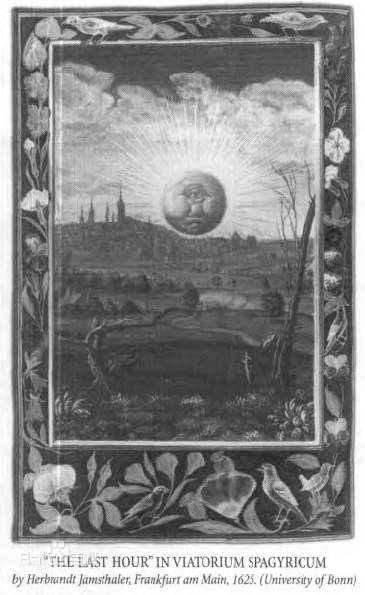 "THE LAST HOUR" IN VIATORIUM SPAGYRICUM
by Herbrandt Jamsthaler, Frankfurt am Main, 1625. (University of Bonn)